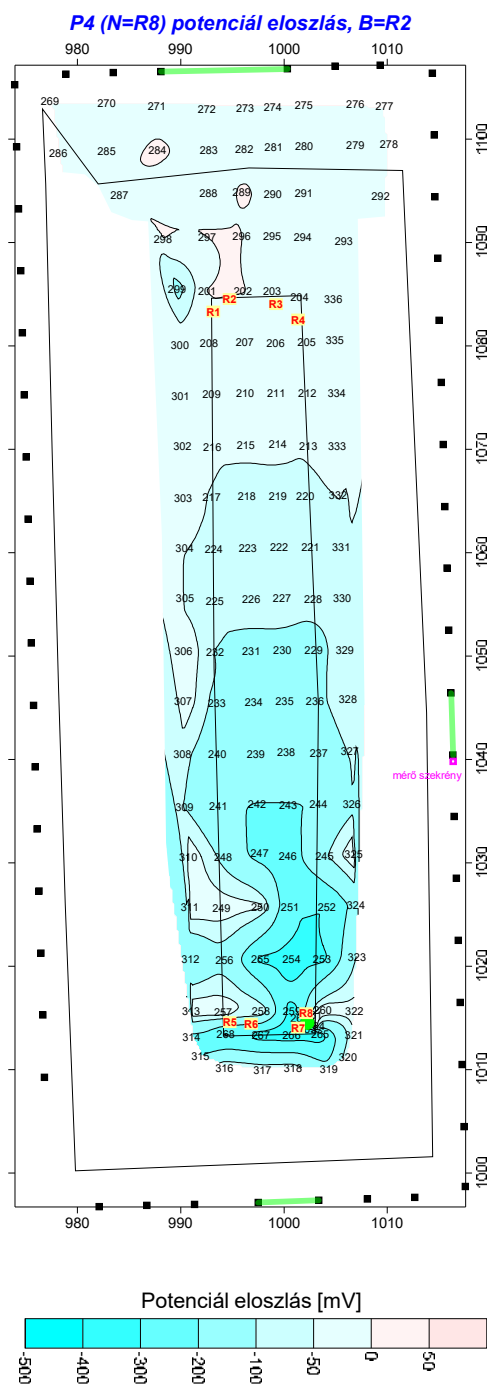 P4 (N=R8) potenciál eloszlás, B=R2
980 990 1000 1010
269 270 271 272 273 274 275 276 277
1100
286 285 284 283 282 281 280 279 278
287 288 289 290 291 292
1090
298 297 296 295 294 293
299 201 202 203 204 336
R1 R2 R3 R4
1080
300 208 207 206 205 335
301 209 210 211 212 334
302 216 215 214 213 333
1070
303 217 218 219 220 332
304 224 223 222 221 331
1060
305 225 226 227 228 330
306 232 231 230 229 329
1050
307 233 234 235 236 328
308 240 239 238 237 327
1040
mérő szekrény
309 241 242 243 244 326
310 248 247 246 245 325
1030
311 249 250 251 252 324
312 256 255 254 253 323
1020
313 257 258 259 260 322
R5 R6 R7 R8
314 268 267 266 265 321
315 316 317 318 319 320
1010
1000
980 990 1000 1010
Potenciál eloszlás [mV]
-500 -400 -300 -200 -100 -50 0 50